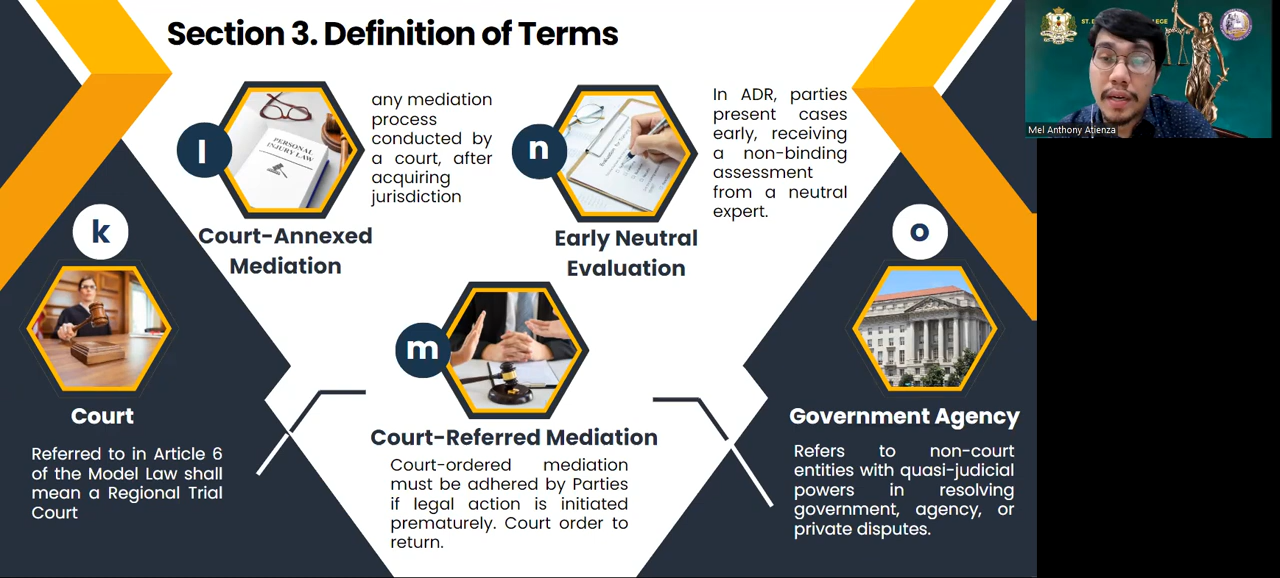 Section 3. Definition of Terms
k
Court
Referred to in Article 6
of the Model Law shall
mean a Regional Trial
Court
l
PERSONAL
INJURY LAW
Court-Annexed
Mediation
any mediation
process
conducted by
a court, after
acquiring
jurisdiction
m
Court-Referred Mediation
Court-ordered mediation
must be adhered by Parties
if legal action is initiated
prematurely. Court order to
return.
n
Early Neutral
Evaluation
In ADR, parties
present cases
early, receiving
a non-binding
assessment
from a neutral
expert.
o
Government Agency
Refers to non-court
entities with quasi-judicial
powers in resolving
government, agency, or
private disputes.
ST.
Mel Anthony Atienza